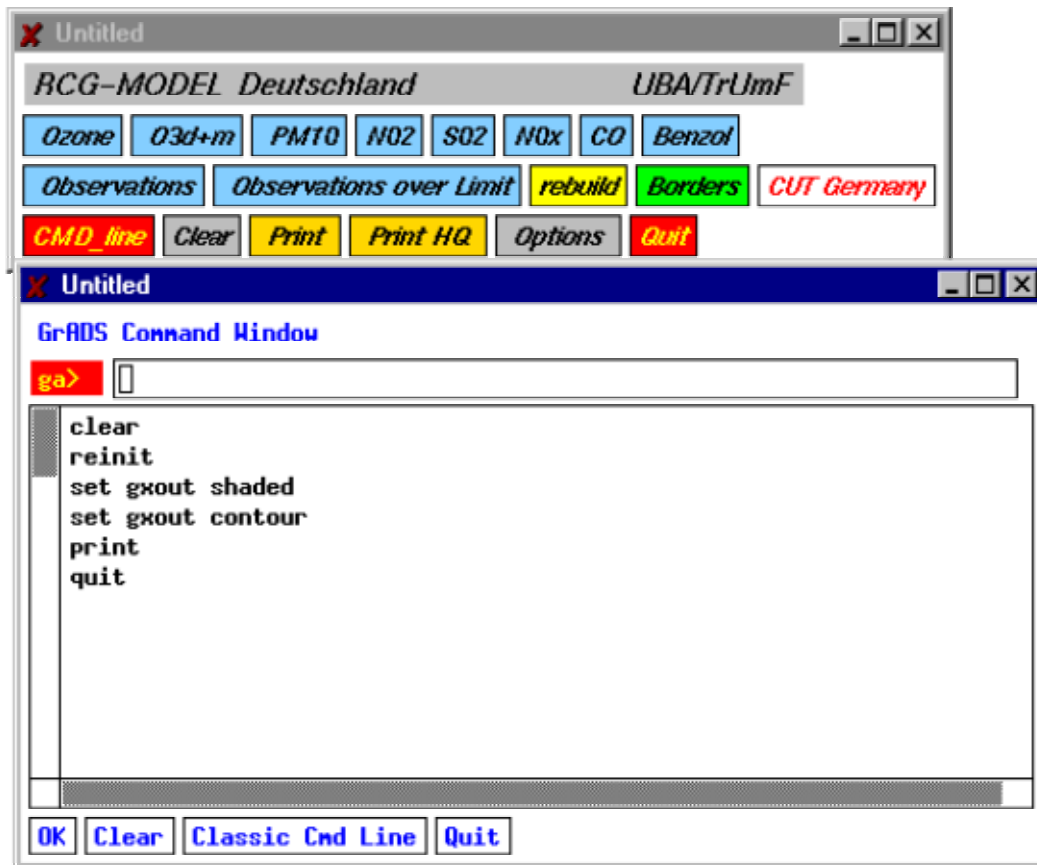 Untitled
RCG-MODEL Deutschland UBA/TrUmF
Ozone O3d+m PM10 NO2 SO2 NOx CO Benzol
Observations Observations over Limit rebuild Borders CUT Germany
CMD_line Clear Print Print HQ Options Quit
Untitled
GrADS Command Window
ga>
clear
reinit
set gxout shaded
set gxout contour
print
quit
OK Clear Classic Cmd Line Quit